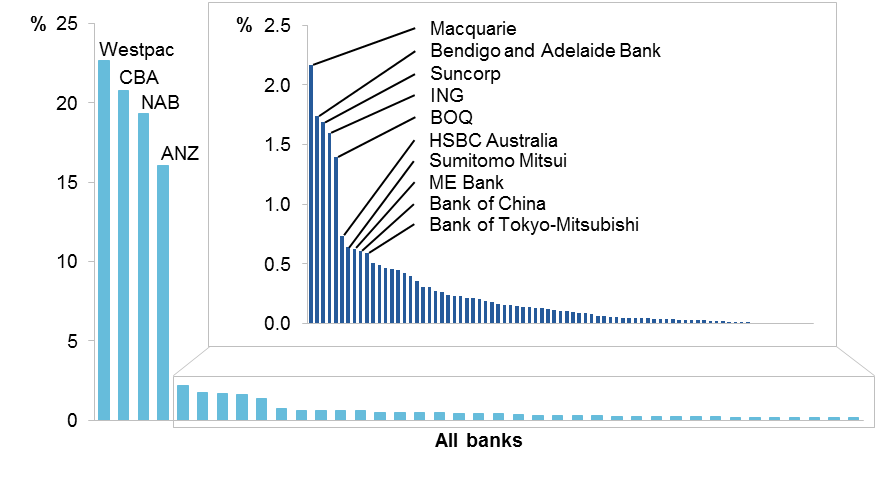 % 25
20
15
10
5
0
Westpac
CBA
NAB
ANZ
% 2.5
2.0
1.5
1.0
0.5
0.0
Macquarie
Bendigo and Adelaide Bank
Suncorp
ING
BOQ
HSBC Australia
Sumitomo Mitsui
ME Bank
Bank of China
Bank of Tokyo-Mitsubishi
All banks